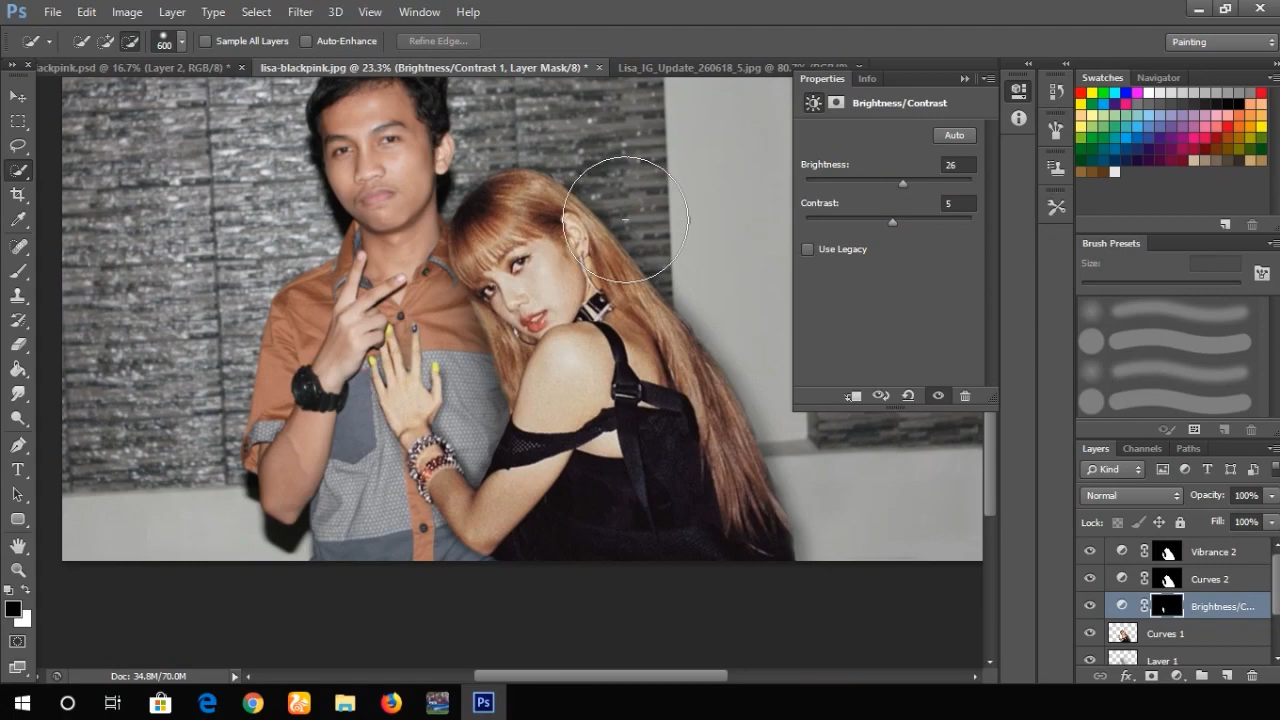 Ps File Edit Image Layer Type Select Filter 3D View Window Help
600 Sample All Layers Auto-Enhance Refine Edge... Painting
ackpink.psd @ 16.7% (Layer 2, RGB/8) * × lisa-blackpink.jpg @ 23.3% (Brightness/Contrast 1, Layer Mask/8) * × Lisa_IG_Update_260618_5.jpg @ 80.
Properties Info
Swatches Navigator
Brightness/Contrast
Auto
Brightness: 26
Contrast: 5
Use Legacy
Brush Presets
Size:
Layers Channels Paths
Kind
Normal Opacity: 100%
Lock: Fill: 100%
Vibrance 2
Curves 2
Brightness/C...
Curves 1
Layer 1
Doc: 34.8M/70.0M
Ps